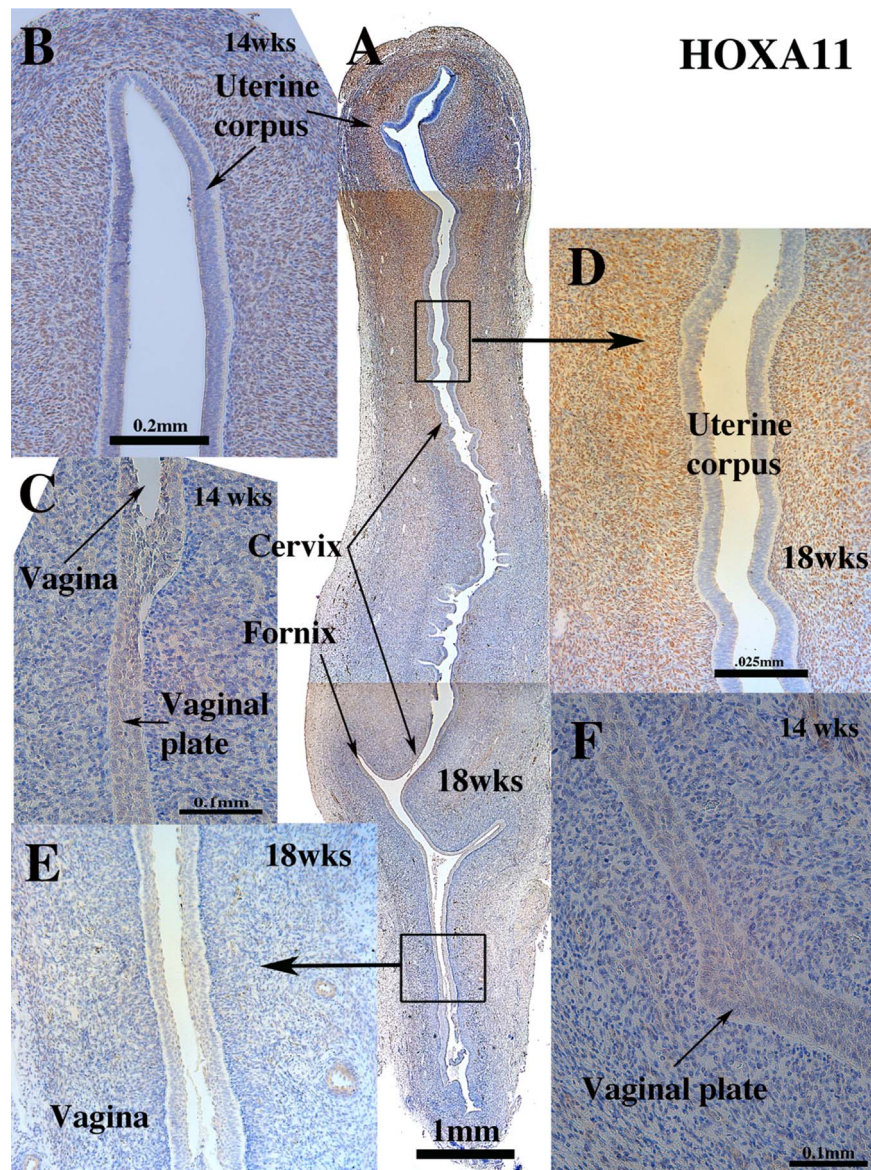 B
14wks
Uterine
corpus
0.2mm
A
HOXA11
D
Uterine
corpus
18wks
.025mm
C
14 wks
Vagina
Vaginal
plate
0.1mm
Cervix
Fornix
18wks
1mm
E
18wks
Vagina
F
14 wks
Vaginal plate
0.1mm